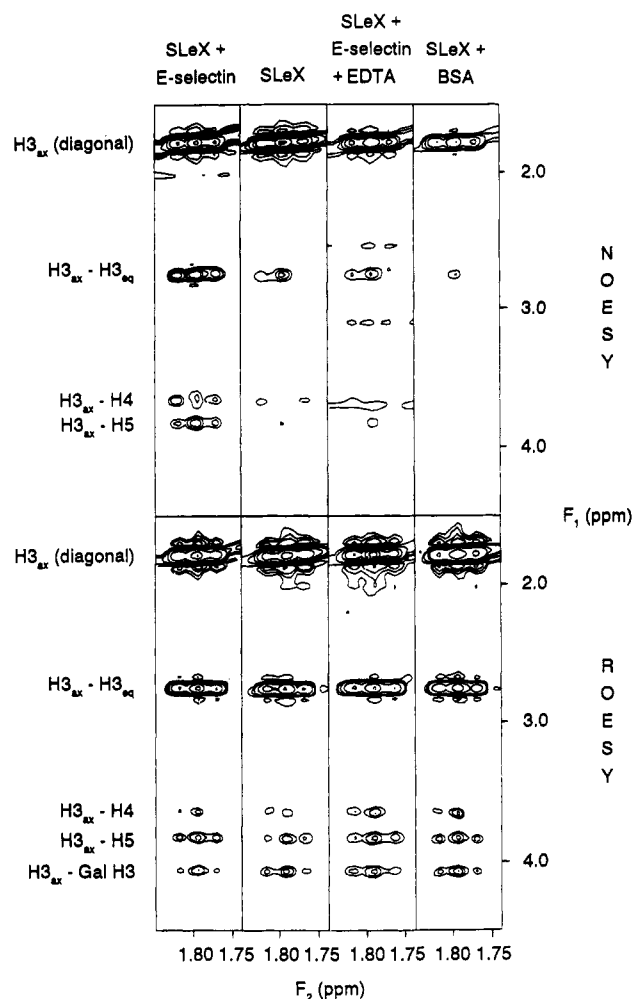 SLeX + E-selectin
SLeX
SLeX + E-selectin + EDTA
SLeX + BSA
H3ax (diagonal)
2.0
H3ax - H3eq
3.0
H3ax - H4
H3ax - H5
4.0
NOESY
F1 (ppm)
H3ax (diagonal)
2.0
H3ax - H3eq
3.0
H3ax - H4
H3ax - H5
H3ax - Gal H3
4.0
ROESY
1.80 1.75 1.80 1.75 1.80 1.75 1.80 1.75
F2 (ppm)